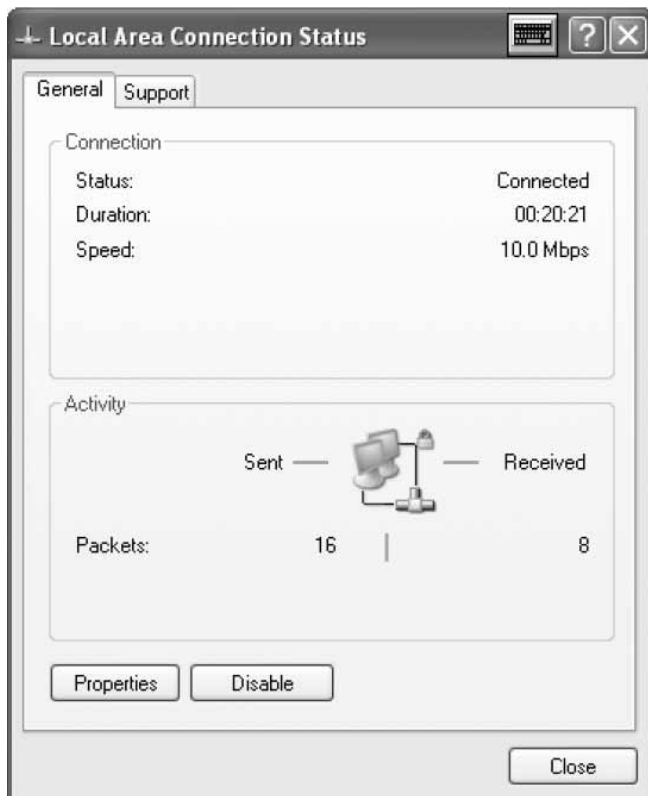 Local Area Connection Status
General Support
Connection
Status: Connected
Duration: 00:20:21
Speed: 10.0 Mbps
Activity
Sent — — Received
Packets: 16 | 8
Properties Disable
Close